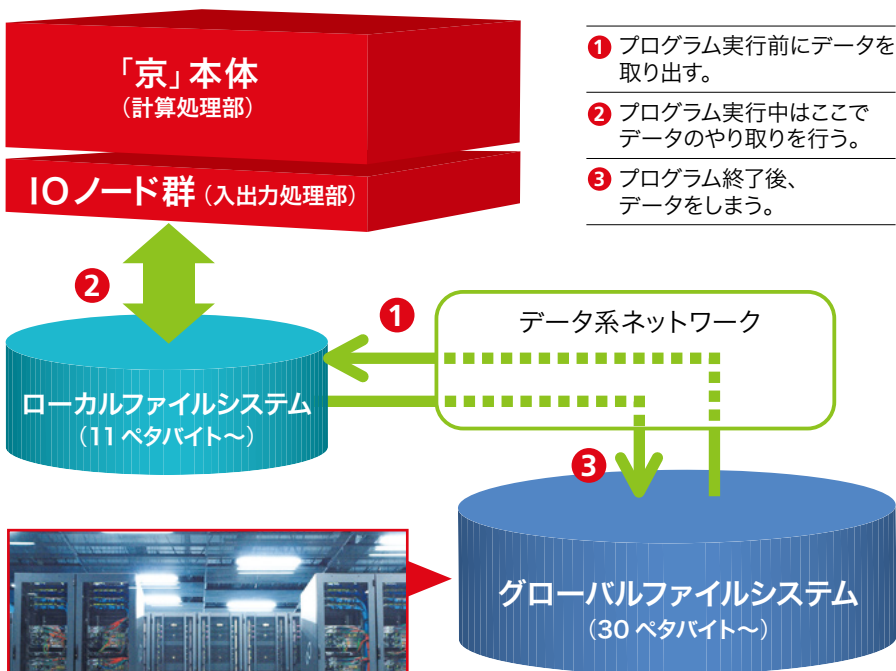 「京」本体
（計算処理部）
IOノード群（入出力処理部）
❶ プログラム実行前にデータを
取り出す。
❷ プログラム実行中はここで
データのやり取りを行う。
❸ プログラム終了後、
データをしまう。
❷
❶
データ系ネットワーク
ローカルファイルシステム
（11 ペタバイト〜）
❸
グローバルファイルシステム
（30 ペタバイト〜）